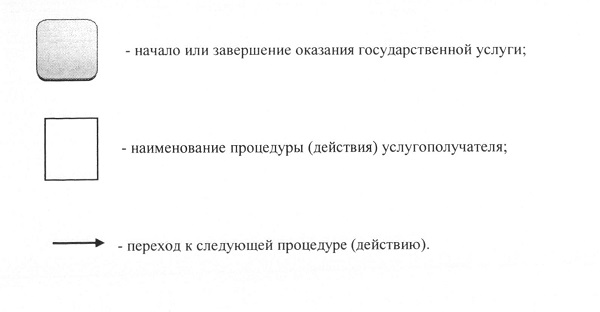 - начало или завершение оказания государственной услуги;
- наименование процедуры (действия) услугополучателя;
- переход к следующей процедуре (действию).